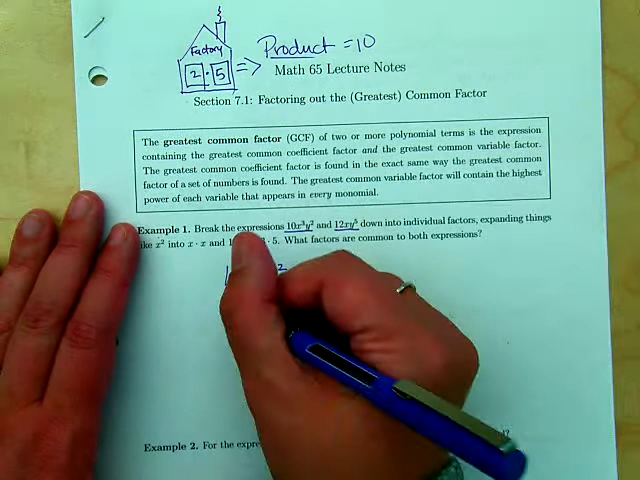 Factory
2 · 5 => Product = 10
Math 65 Lecture Notes
Section 7.1: Factoring out the (Greatest) Common Factor
The greatest common factor (GCF) of two or more polynomial terms is the expression
containing the greatest common coefficient factor and the greatest common variable factor.
The greatest common coefficient factor is found in the exact same way the greatest common
factor of a set of numbers is found. The greatest common variable factor will contain the highest
power of each variable that appears in every monomial.
Example 1. Break the expressions 10x³y² and 12xy⁵ down into individual factors, expanding things
like x² into x · x and · 5. What factors are common to both expressions?
2
Example 2. For the